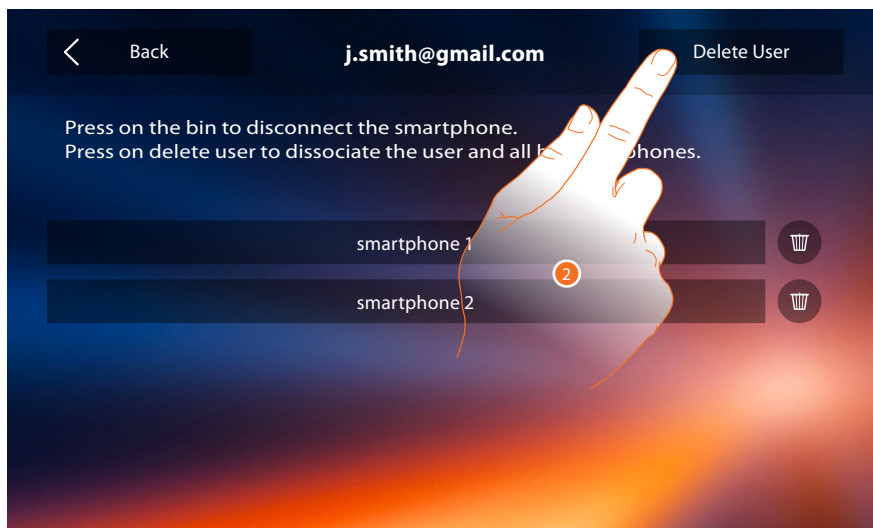 Back
j.smith@gmail.com
Delete User
Press on the bin to disconnect the smartphone.
Press on delete user to dissociate the user and all phones.
smartphone 1
smartphone 2
2